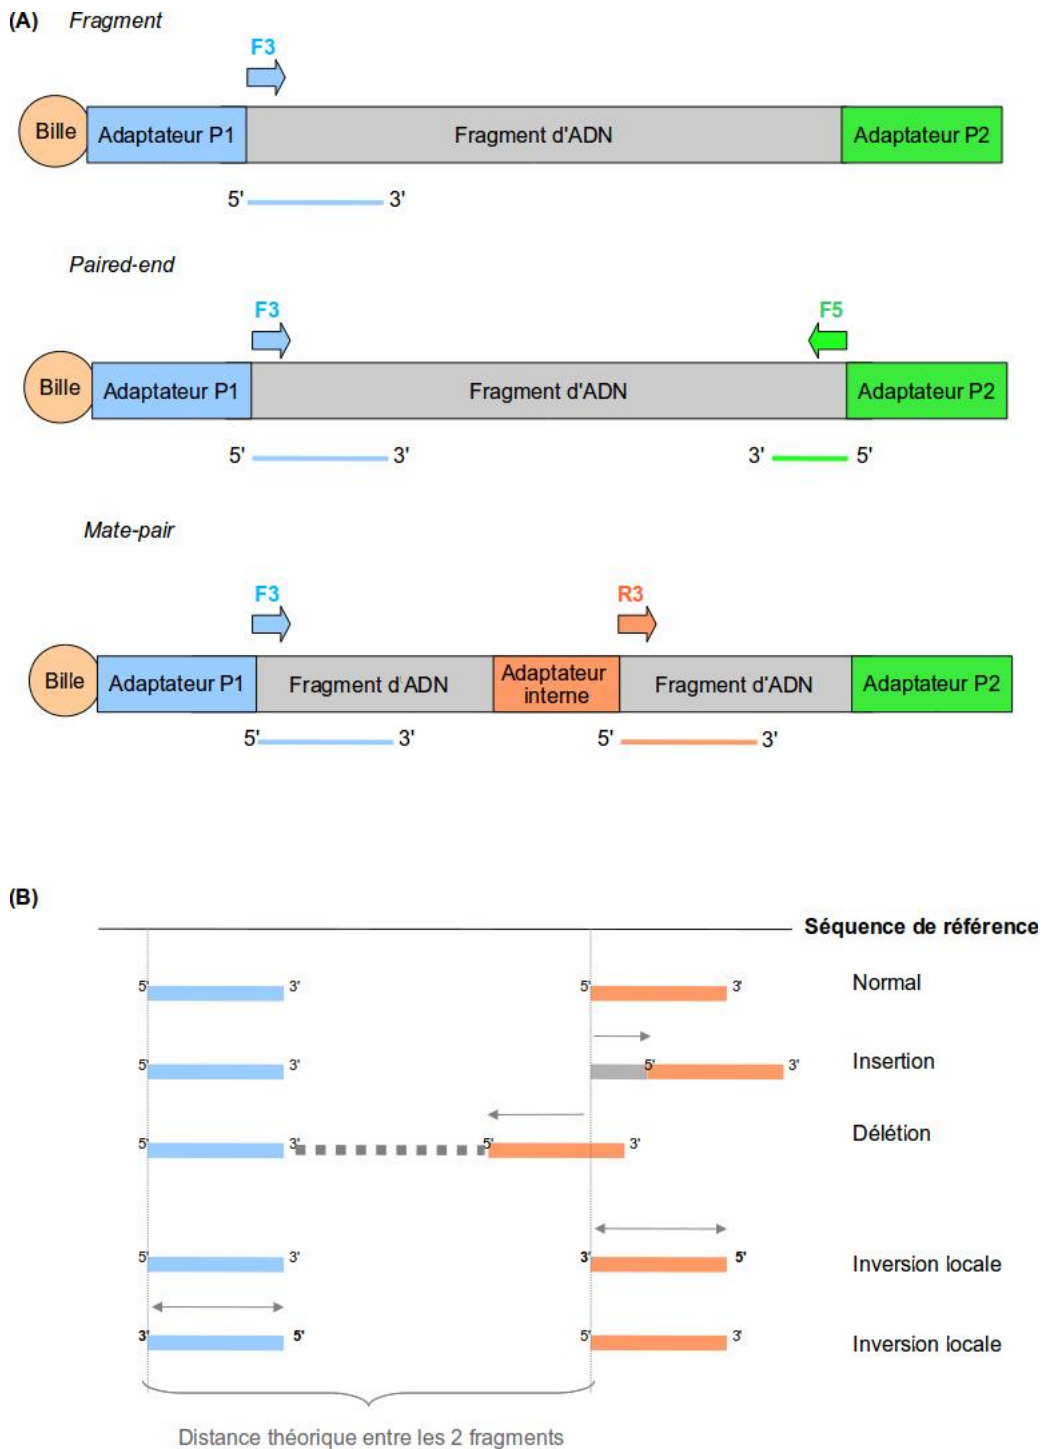 (A) Fragment
F3
Bille
Adaptateur P1
Fragment d'ADN
Adaptateur P2
5' 3'
Paired-end
F3
F5
Bille
Adaptateur P1
Fragment d'ADN
Adaptateur P2
5' 3' 3' 5'
Mate-pair
F3
R3
Bille
Adaptateur P1
Fragment d'ADN
Adaptateur
interne
Fragment d'ADN
Adaptateur P2
5' 3' 5' 3'
(B)
Séquence de référence
5' 3' 5' 3' Normal
5' 3' 5' 3' Insertion
5' 3' 5' 3' Délétion
5' 3' 3' 5' Inversion locale
3' 5' 5' 3' Inversion locale
Distance théorique entre les 2 fragments